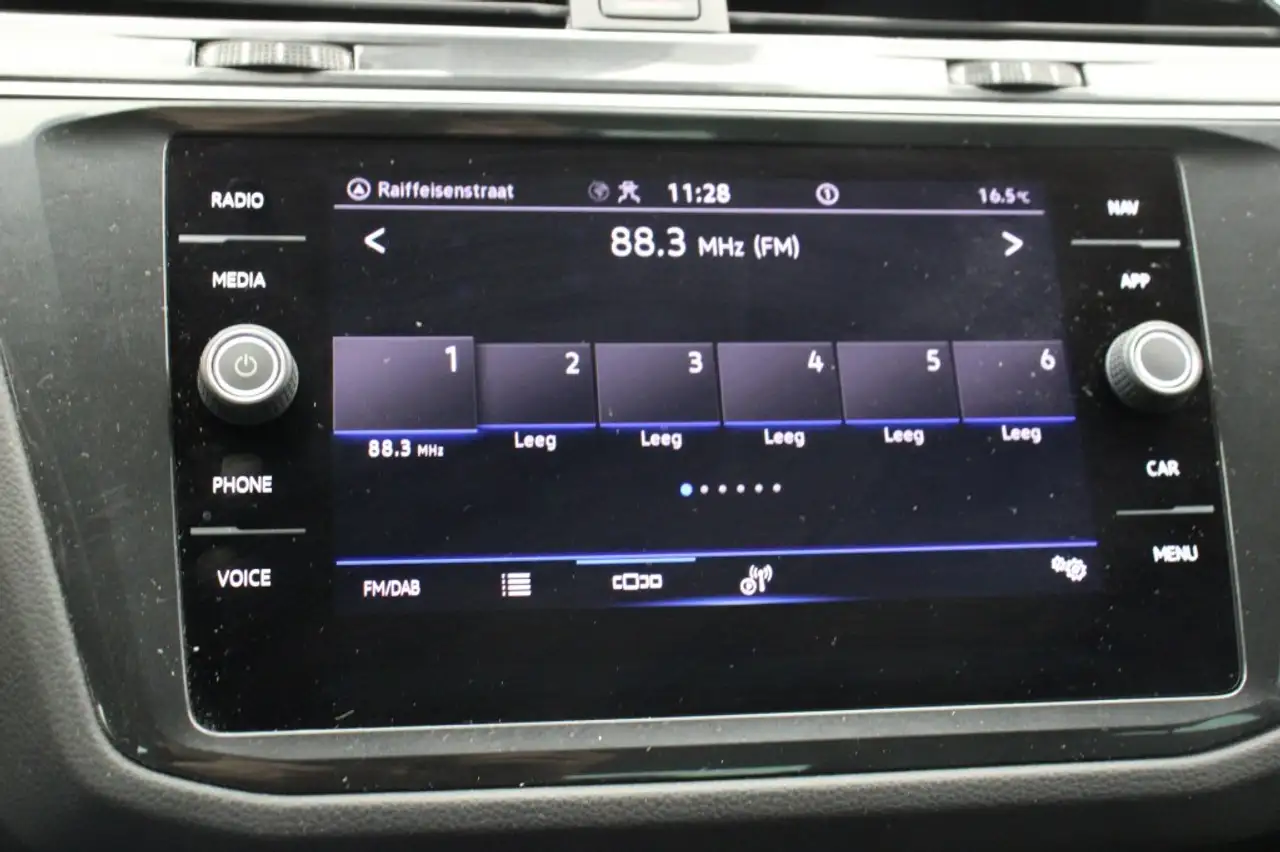 RADIO
MEDIA
PHONE
VOICE
Raiffeisenstraat 11:28 16.5°C
< 88.3 MHz (FM) >
1 2 3 4 5 6
88.3 MHz Leeg Leeg Leeg Leeg Leeg
FM/DAB
NAV
APP
CAR
MENU